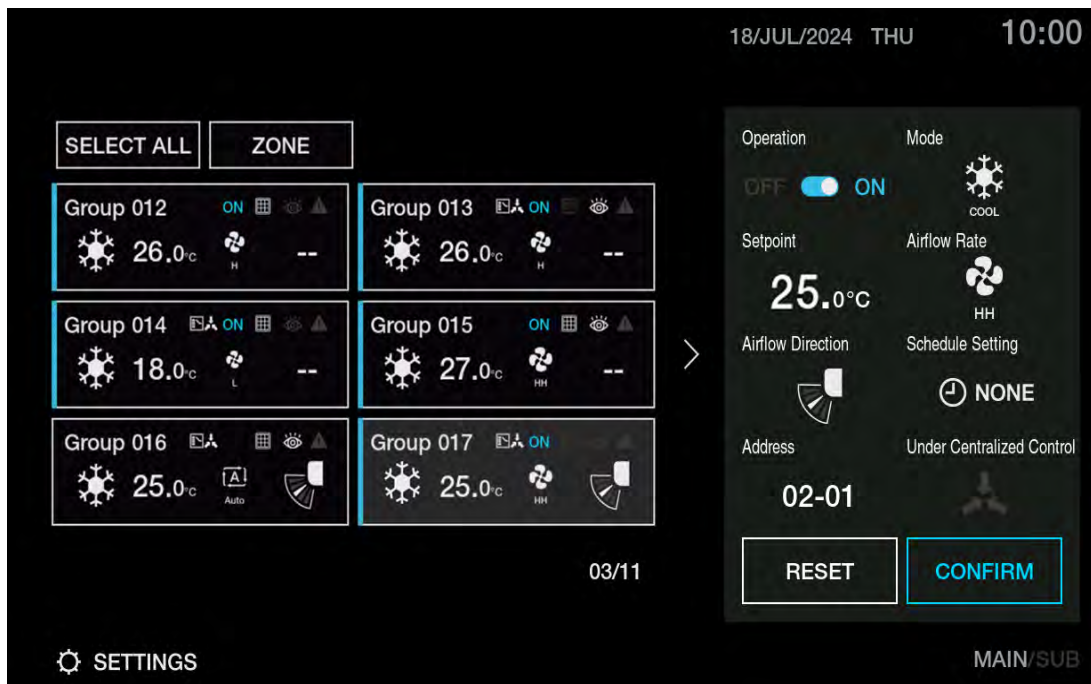 18/JUL/2024 THU 10:00
SELECT ALL ZONE
Group 012 ON
26.0°C H --
Group 013 ON
26.0°C H --
Group 014 ON
18.0°C L --
Group 015 ON
27.0°C HH --
Group 016
25.0°C A Auto
Group 017 ON
25.0°C HH
03/11
Operation Mode
OFF ON COOL
Setpoint Airflow Rate
25.0°C HH
Airflow Direction Schedule Setting
NONE
Address Under Centralized Control
02-01
RESET CONFIRM
SETTINGS MAIN/SUB